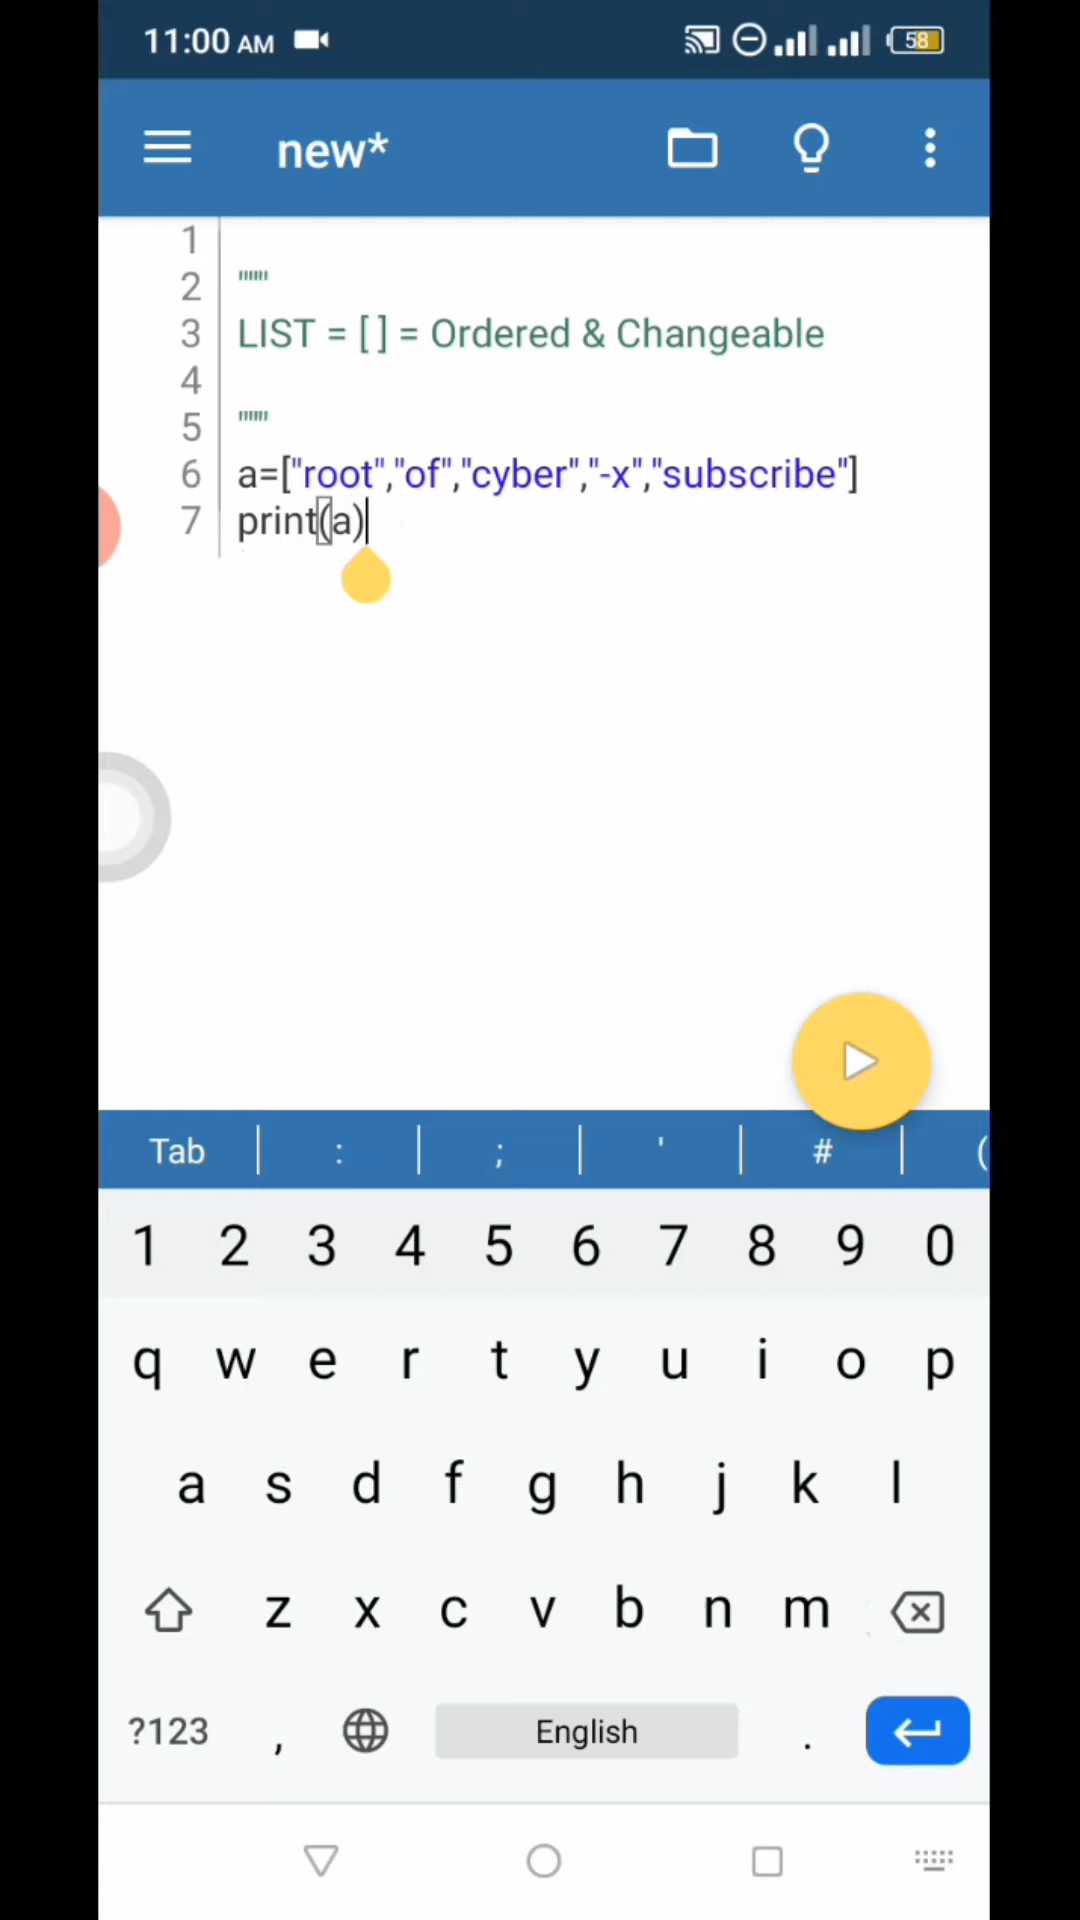 11:00 AM
58
new*
1
2 """
3 LIST = [ ] = Ordered & Changeable
4
5 """
6 a=["root","of","cyber","-x","subscribe"]
7 print(a)
Tab : ; ' # (
1 2 3 4 5 6 7 8 9 0
q w e r t y u i o p
a s d f g h j k l
z x c v b n m
?123 , English .